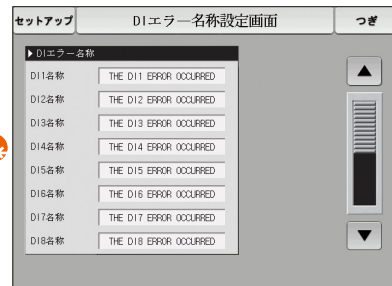 セットアップ
DIエラー名称設定画面
つぎ
▶DIエラー名称
DI1名称 THE DI1 ERROR OCCURRED
DI2名称 THE DI2 ERROR OCCURRED
DI3名称 THE DI3 ERROR OCCURRED
DI4名称 THE DI4 ERROR OCCURRED
DI5名称 THE DI5 ERROR OCCURRED
DI6名称 THE DI6 ERROR OCCURRED
DI7名称 THE DI7 ERROR OCCURRED
DI8名称 THE DI8 ERROR OCCURRED